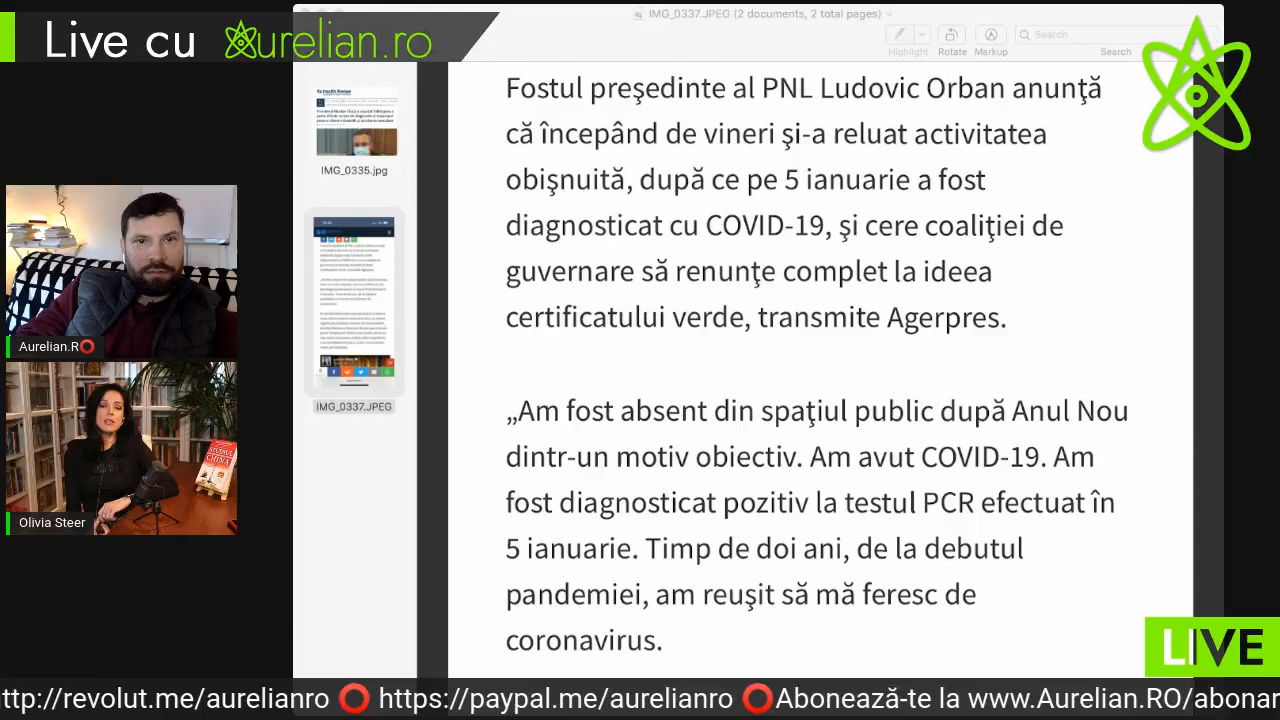 Live cu Aurelian.ro
IMG_0337.JPEG (2 documents, 2 total pages)
Highlight
Rotate
Markup
Search
Search
IMG_0335.jpg
IMG_0337.JPEG
Aurelian R
Olivia Steer
STUDIUL CHINA
Fostul preşedinte al PNL Ludovic Orban anunţă
că începând de vineri şi-a reluat activitatea
obişnuită, după ce pe 5 ianuarie a fost
diagnosticat cu COVID-19, şi cere coaliţiei de
guvernare să renunţe complet la ideea
certificatului verde, transmite Agerpres.
„Am fost absent din spaţiul public după Anul Nou
dintr-un motiv obiectiv. Am avut COVID-19. Am
fost diagnosticat pozitiv la testul PCR efectuat în
5 ianuarie. Timp de doi ani, de la debutul
pandemiei, am reuşit să mă feresc de
coronavirus.
LIVE
ttp://revolut.me/aurelianro ⭕ https://paypal.me/aurelianro ⭕Abonează-te la www.Aurelian.RO/abonar